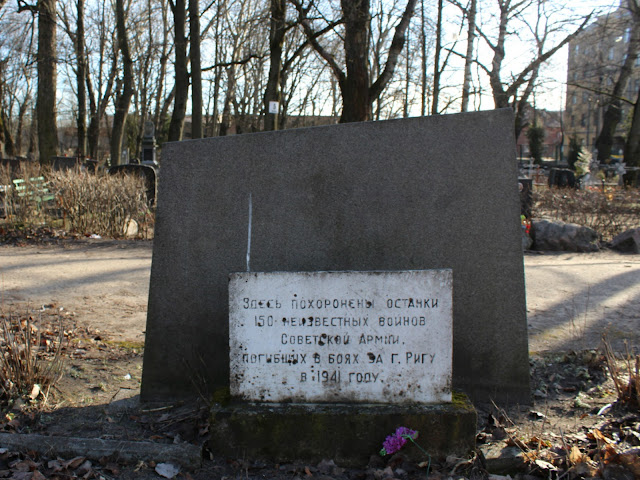 Здесь похоронены останки
150 неизвестных воинов
Советской Армии,
погибших в боях за г. Ригу
в 1941 году.